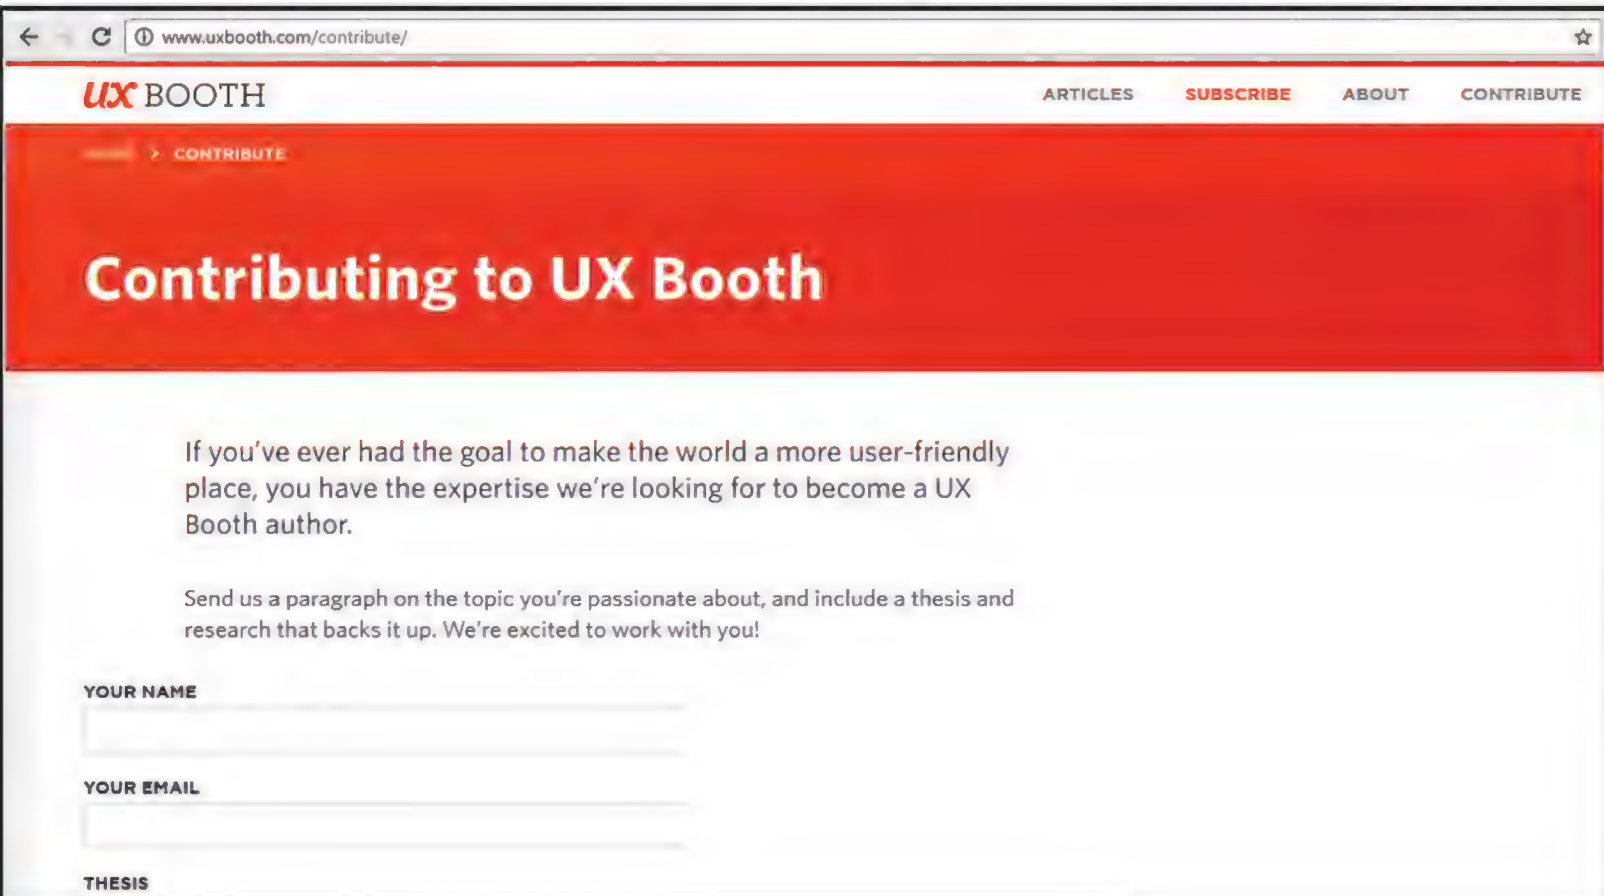 www.uxbooth.com/contribute/
UX BOOTH
ARTICLES SUBSCRIBE ABOUT CONTRIBUTE
> CONTRIBUTE
Contributing to UX Booth
If you've ever had the goal to make the world a more user-friendly
place, you have the expertise we're looking for to become a UX
Booth author.
Send us a paragraph on the topic you're passionate about, and include a thesis and
research that backs it up. We're excited to work with you!
YOUR NAME
YOUR EMAIL
THESIS